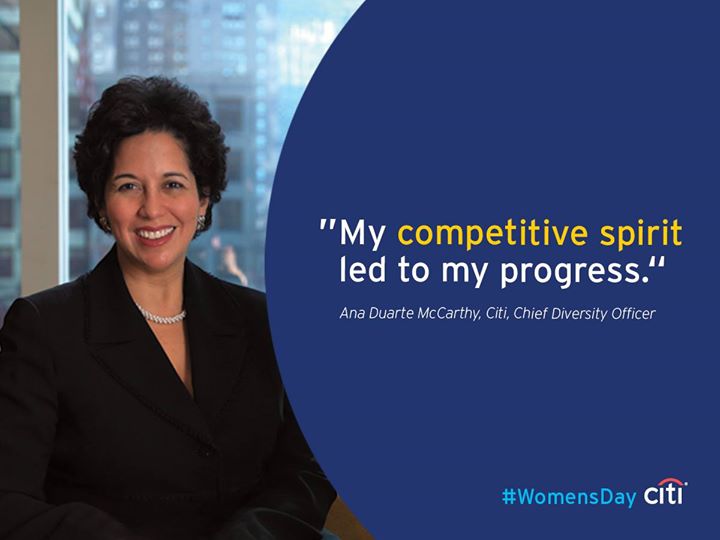 "My competitive spirit
led to my progress."
Ana Duarte McCarthy, Citi, Chief Diversity Officer
#WomensDay citi®